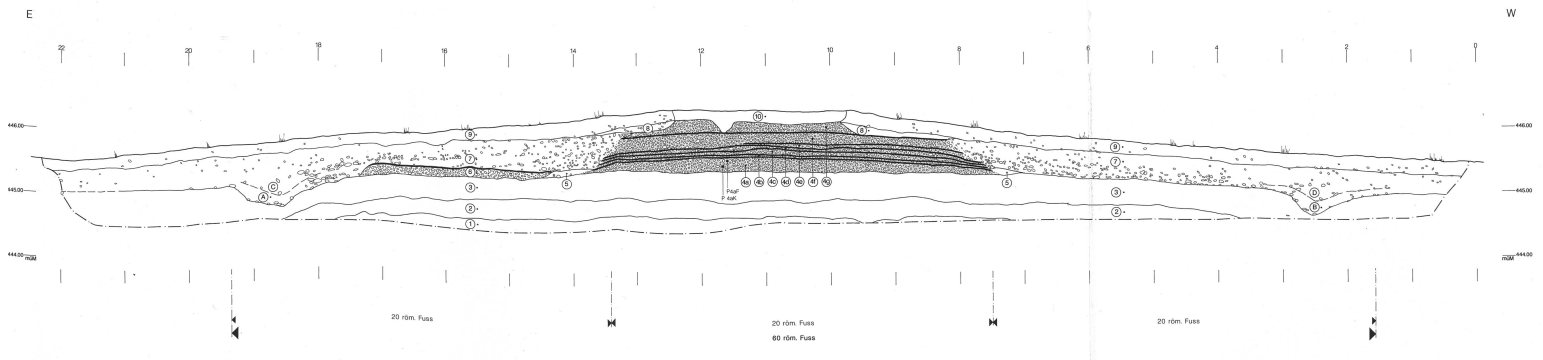 E W
22 20 18 16 14 12 10 8 6 4 2 0
446.00 446.00
445.00 445.00
444.00 müM
444.00 müM
10
9 8 8 9
7 7
6
C 3 5 5 3 D
A B
2 2
1
4a 4b 4c 4d 4e 4f 4g
P4aF
P 4aK
20 röm. Fuss 20 röm. Fuss 20 röm. Fuss
60 röm. Fuss